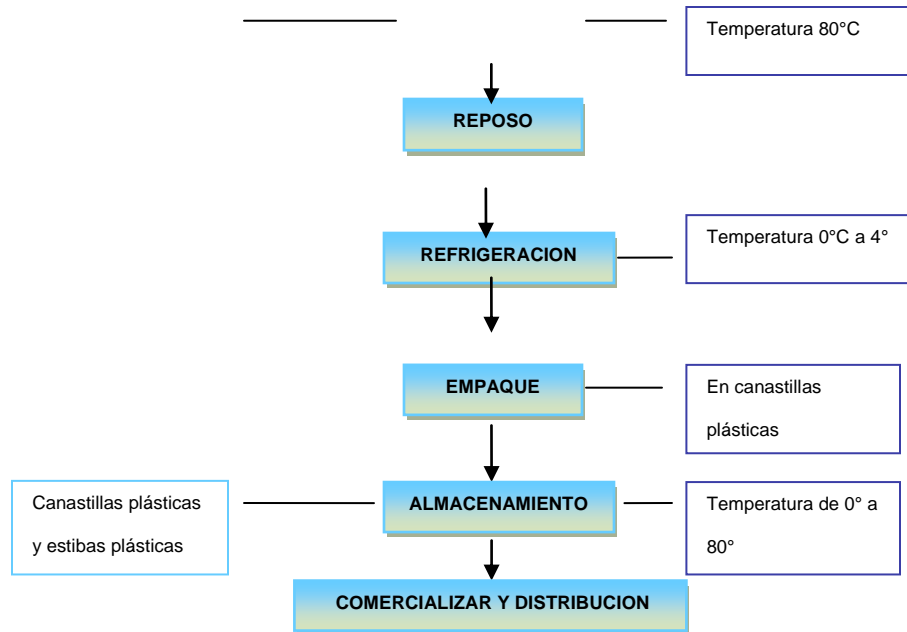 Temperatura 80°C
REPOSO
REFRIGERACION
Temperatura 0°C a 4°
EMPAQUE
En canastillas
plásticas
Canastillas plásticas
y estibas plásticas
ALMACENAMIENTO
Temperatura de 0° a
80°
COMERCIALIZAR Y DISTRIBUCION